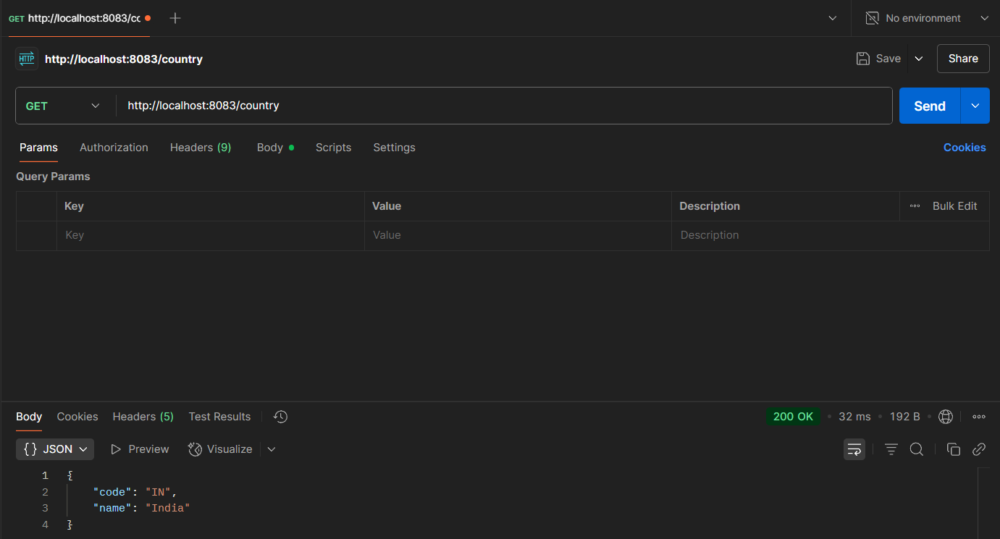 GET http://localhost:8083/cc
No environment
HTTP http://localhost:8083/country
Save
Share
GET http://localhost:8083/country
Send
Params Authorization Headers (9) Body Scripts Settings Cookies
Query Params
Key Value Description Bulk Edit
Key Value Description
Body Cookies Headers (5) Test Results 200 OK 32 ms 192 B
{} JSON Preview Visualize
1 {
2 "code": "IN",
3 "name": "India"
4 }